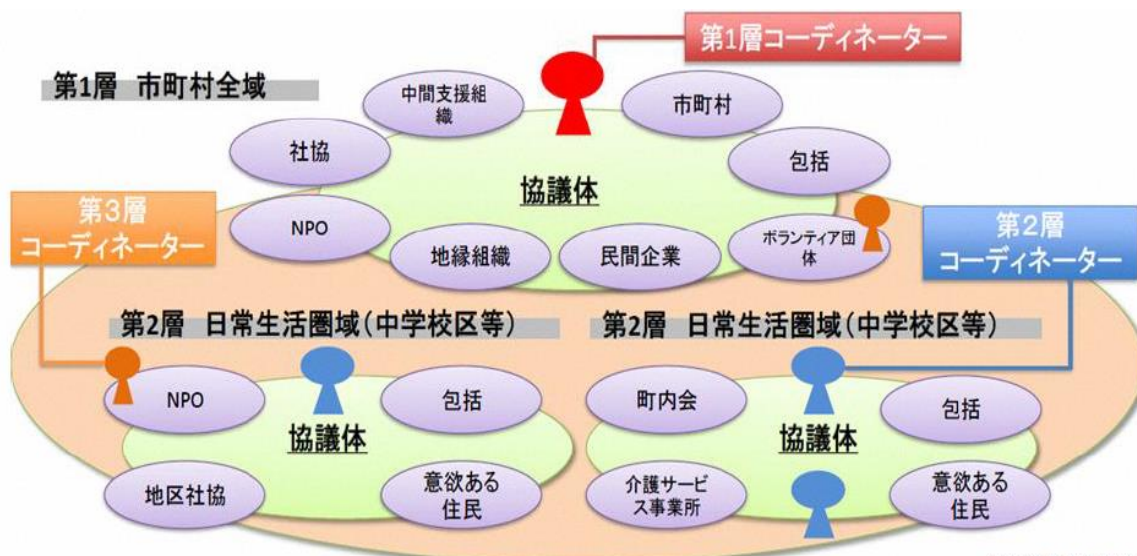 第1層コーディネーター
第1層 市町村全域
中間支援組
織
市町村
社協
包括
協議体
第3層
コーディネーター
NPO
地縁組織
民間企業
ボランティア団
体
第2層
コーディネーター
第2層 日常生活圏域(中学校区等)
第2層 日常生活圏域(中学校区等)
NPO
包括
協議体
地区社協
意欲ある
住民
町内会
包括
協議体
介護サービ
ス事業所
意欲ある
住民